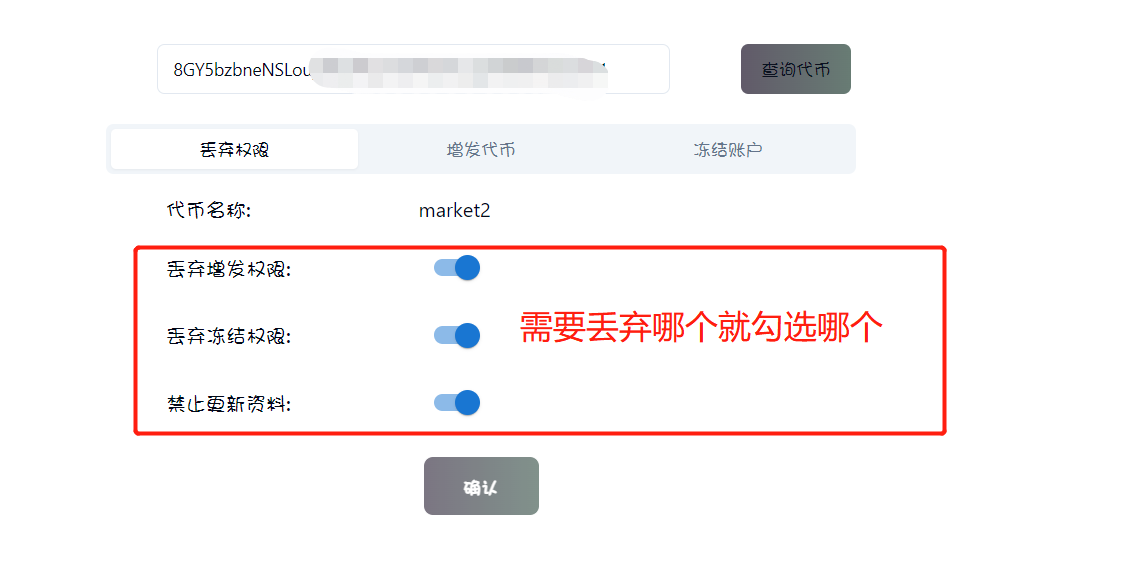 8GY5bzbneNSLou
查询代币
丢弃权限 增发代币 冻结账户
代币名称: market2
丢弃增发权限:
丢弃冻结权限:
需要丢弃哪个就勾选哪个
禁止更新资料:
确认